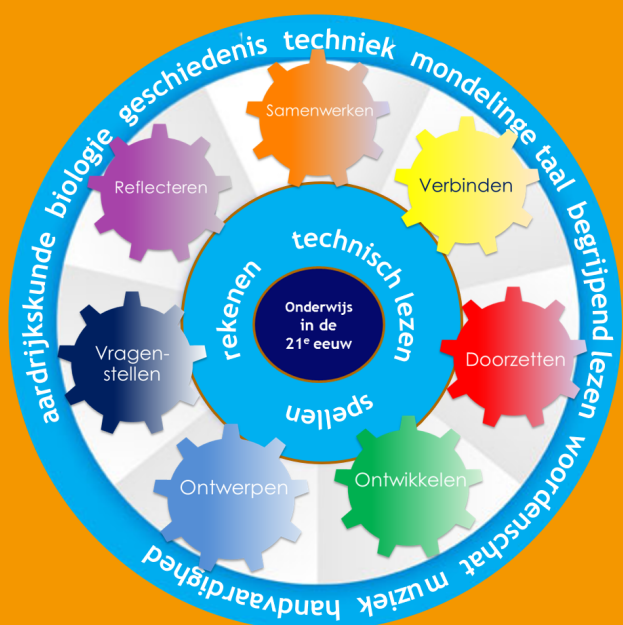 aardrijkskunde biologie geschiedenis techniek mondelinge taal begrijpend lezen woordenschat muziek handvaardighed
Samenwerken
Verbinden
Doorzetten
Ontwikkelen
Ontwerpen
Vragen-
stellen
Reflecteren
rekenen technisch lezen spellen
Onderwijs
in de
21e eeuw